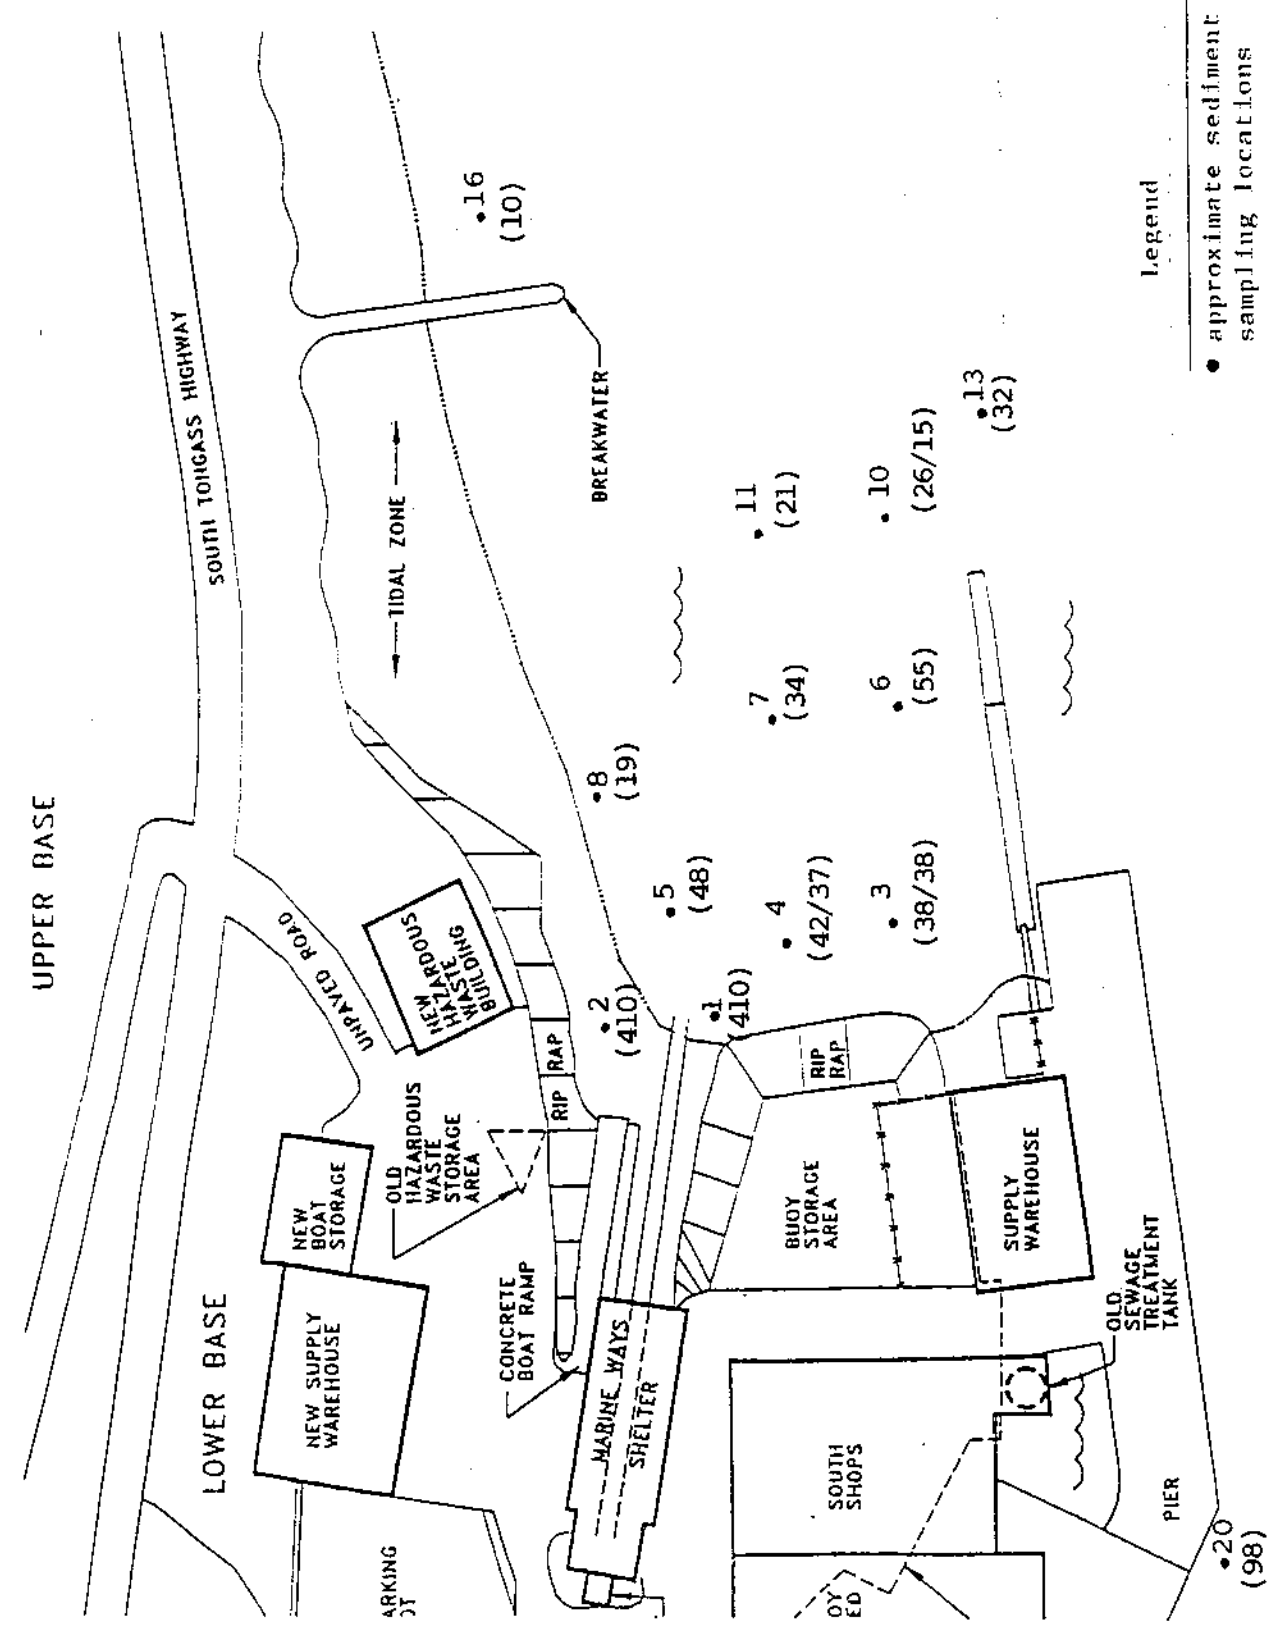 UPPER BASE
SOUTH TONGASS HIGHWAY
LOWER BASE
UNPAVED ROAD
NEW
HAZARDOUS
WASTE
BUILDING
NEW
BOAT
STORAGE
NEW SUPPLY
WAREHOUSE
OLD
HAZARDOUS
WASTE
STORAGE
AREA
TIDAL ZONE
BREAKWATER
CONCRETE
BOAT RAMP
RIP RAP
MARINE WAYS
SHELTER
RIP
RAP
BUOY
STORAGE
AREA
SUPPLY
WAREHOUSE
SOUTH
SHOPS
OLD
SEWAGE
TREATMENT
TANK
PIER
ARKING
OT
OY
ED
•16
(10)
•8
(19)
•2
(410)
•5
(48)
•1
(410)
•11
(21)
•7
(34)
•4
(42/37)
•10
(26/15)
•6
(55)
•3
(38/38)
•13
(32)
•20
(98)
Legend
• approximate sediment
sampling locations